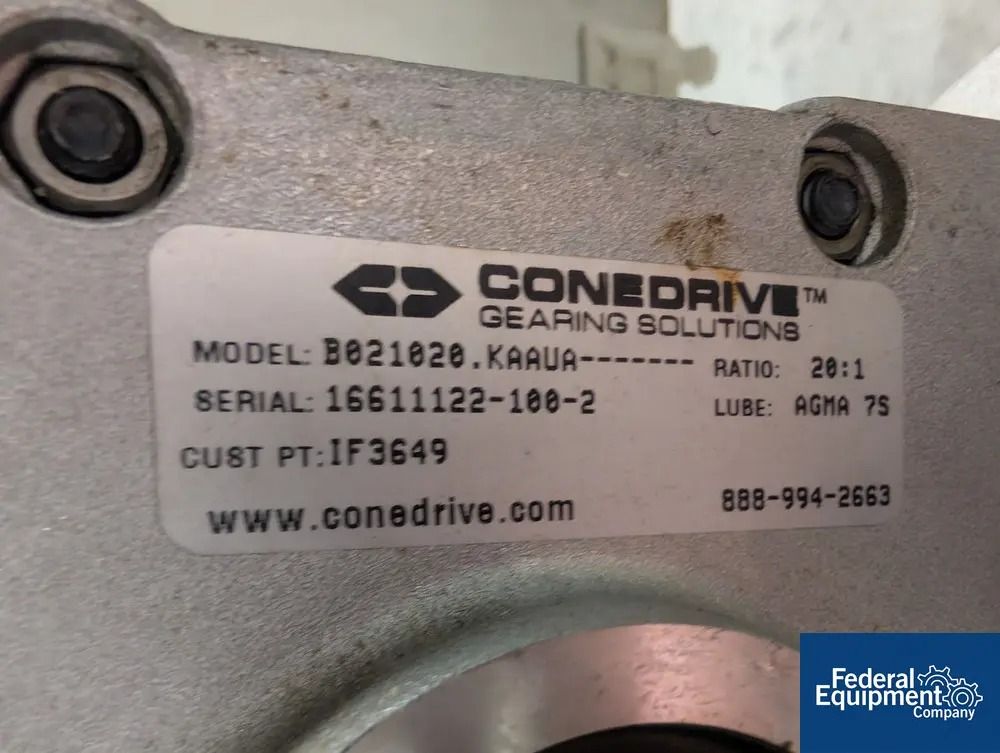 CONEDRIVE™
GEARING SOLUTIONS
MODEL: B021020.KAAUA-------
RATIO: 20:1
SERIAL: 16611122-100-2
LUBE: AGMA 7S
CUST PT: IF3649
www.conedrive.com
888-994-2663
Federal
Equipment
Company